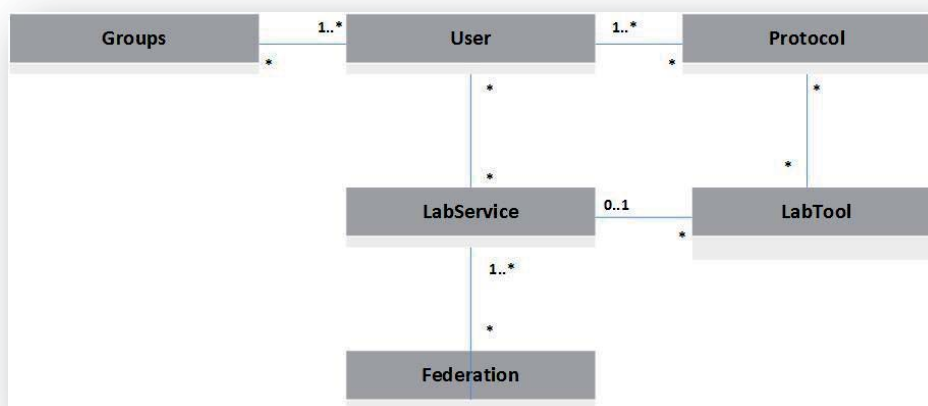 Groups
1..*
*
User
1..*
*
Protocol
*
*
*
*
LabService
0..1
*
LabTool
1..*
*
Federation